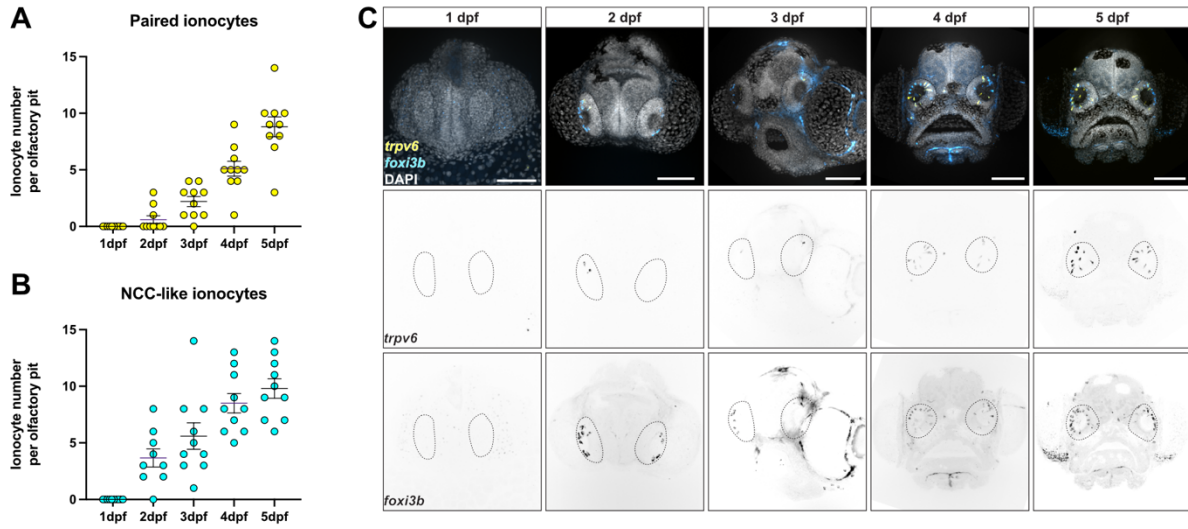 A
Paired ionocytes
Ionocyte number
per olfactory pit
15
10
5
0
1dpf 2dpf 3dpf 4dpf 5dpf
B
NCC-like ionocytes
Ionocyte number
per olfactory pit
15
10
5
0
1dpf 2dpf 3dpf 4dpf 5dpf
C
1 dpf 2 dpf 3 dpf 4 dpf 5 dpf
trpv6
foxi3b
DAPI
trpv6
foxi3b